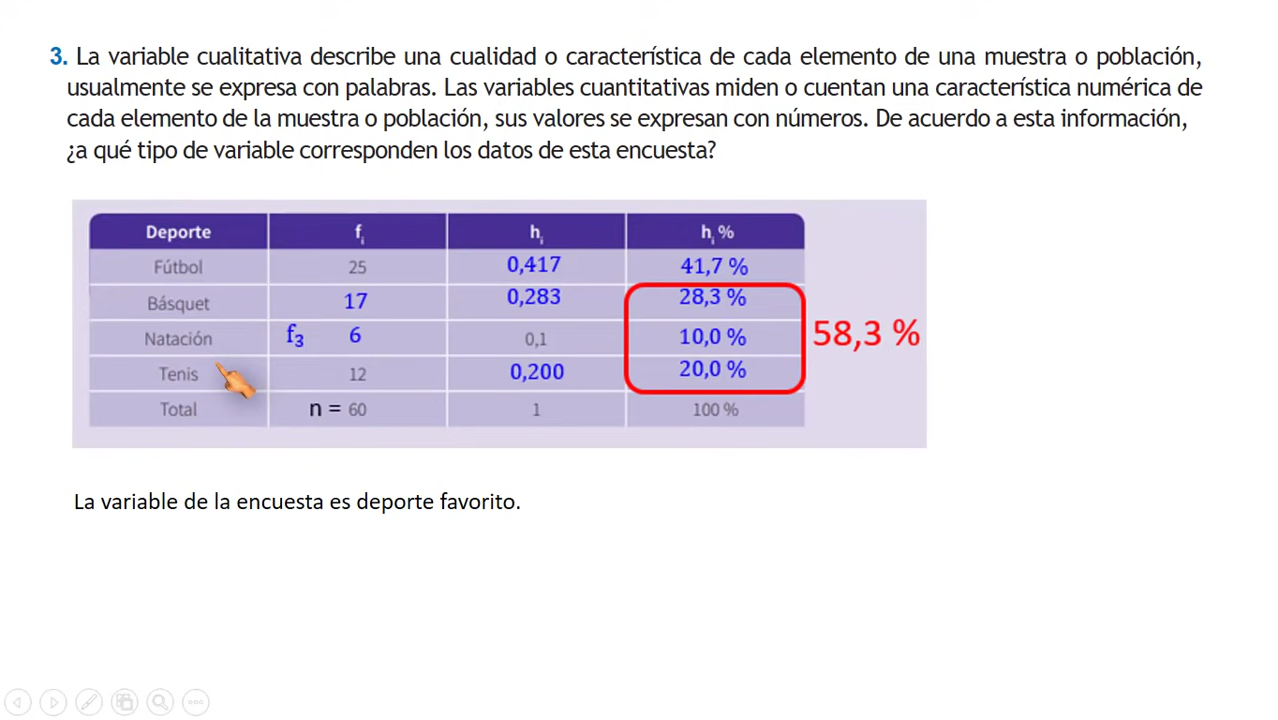 3. La variable cualitativa describe una cualidad o característica de cada elemento de una muestra o población,
usualmente se expresa con palabras. Las variables cuantitativas miden o cuentan una característica numérica de
cada elemento de la muestra o población, sus valores se expresan con números. De acuerdo a esta información,
¿a qué tipo de variable corresponden los datos de esta encuesta?
Deporte fi hi hi %
Fútbol 25 0,417 41,7 %
Básquet 17 0,283 28,3 %
Natación f3 6 0,1 10,0 %
58,3 %
Tenis 12 0,200 20,0 %
Total n = 60 1 100 %
La variable de la encuesta es deporte favorito.